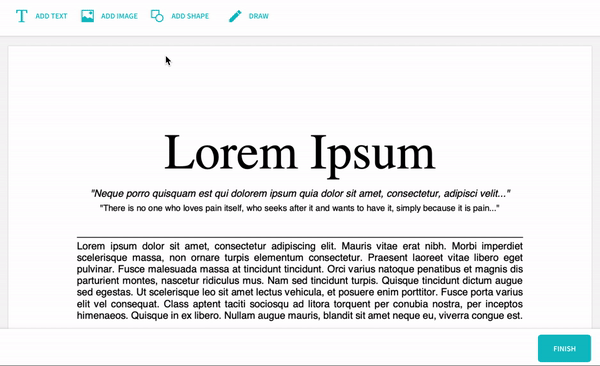 ADD TEXT ADD IMAGE ADD SHAPE DRAW
Lorem Ipsum
"Neque porro quisquam est qui dolorem ipsum quia dolor sit amet, consectetur, adipisci velit..."
"There is no one who loves pain itself, who seeks after it and wants to have it, simply because it is pain..."
Lorem ipsum dolor sit amet, consectetur adipiscing elit. Mauris vitae erat nibh. Morbi imperdiet
scelerisque massa, non ornare turpis elementum consectetur. Praesent laoreet vitae libero eget
pulvinar. Fusce malesuada massa at tincidunt tincidunt. Orci varius natoque penatibus et magnis dis
parturient montes, nascetur ridiculus mus. Nam sed tincidunt turpis. Quisque tincidunt dictum augue
sed egestas. Ut scelerisque leo sit amet lectus vehicula, et posuere enim porttitor. Fusce porta varius
elit vel consequat. Class aptent taciti sociosqu ad litora torquent per conubia nostra, per inceptos
himenaeos. Quisque in ex libero. Nullam augue mauris, blandit sit amet neque eu, viverra congue est.
FINISH